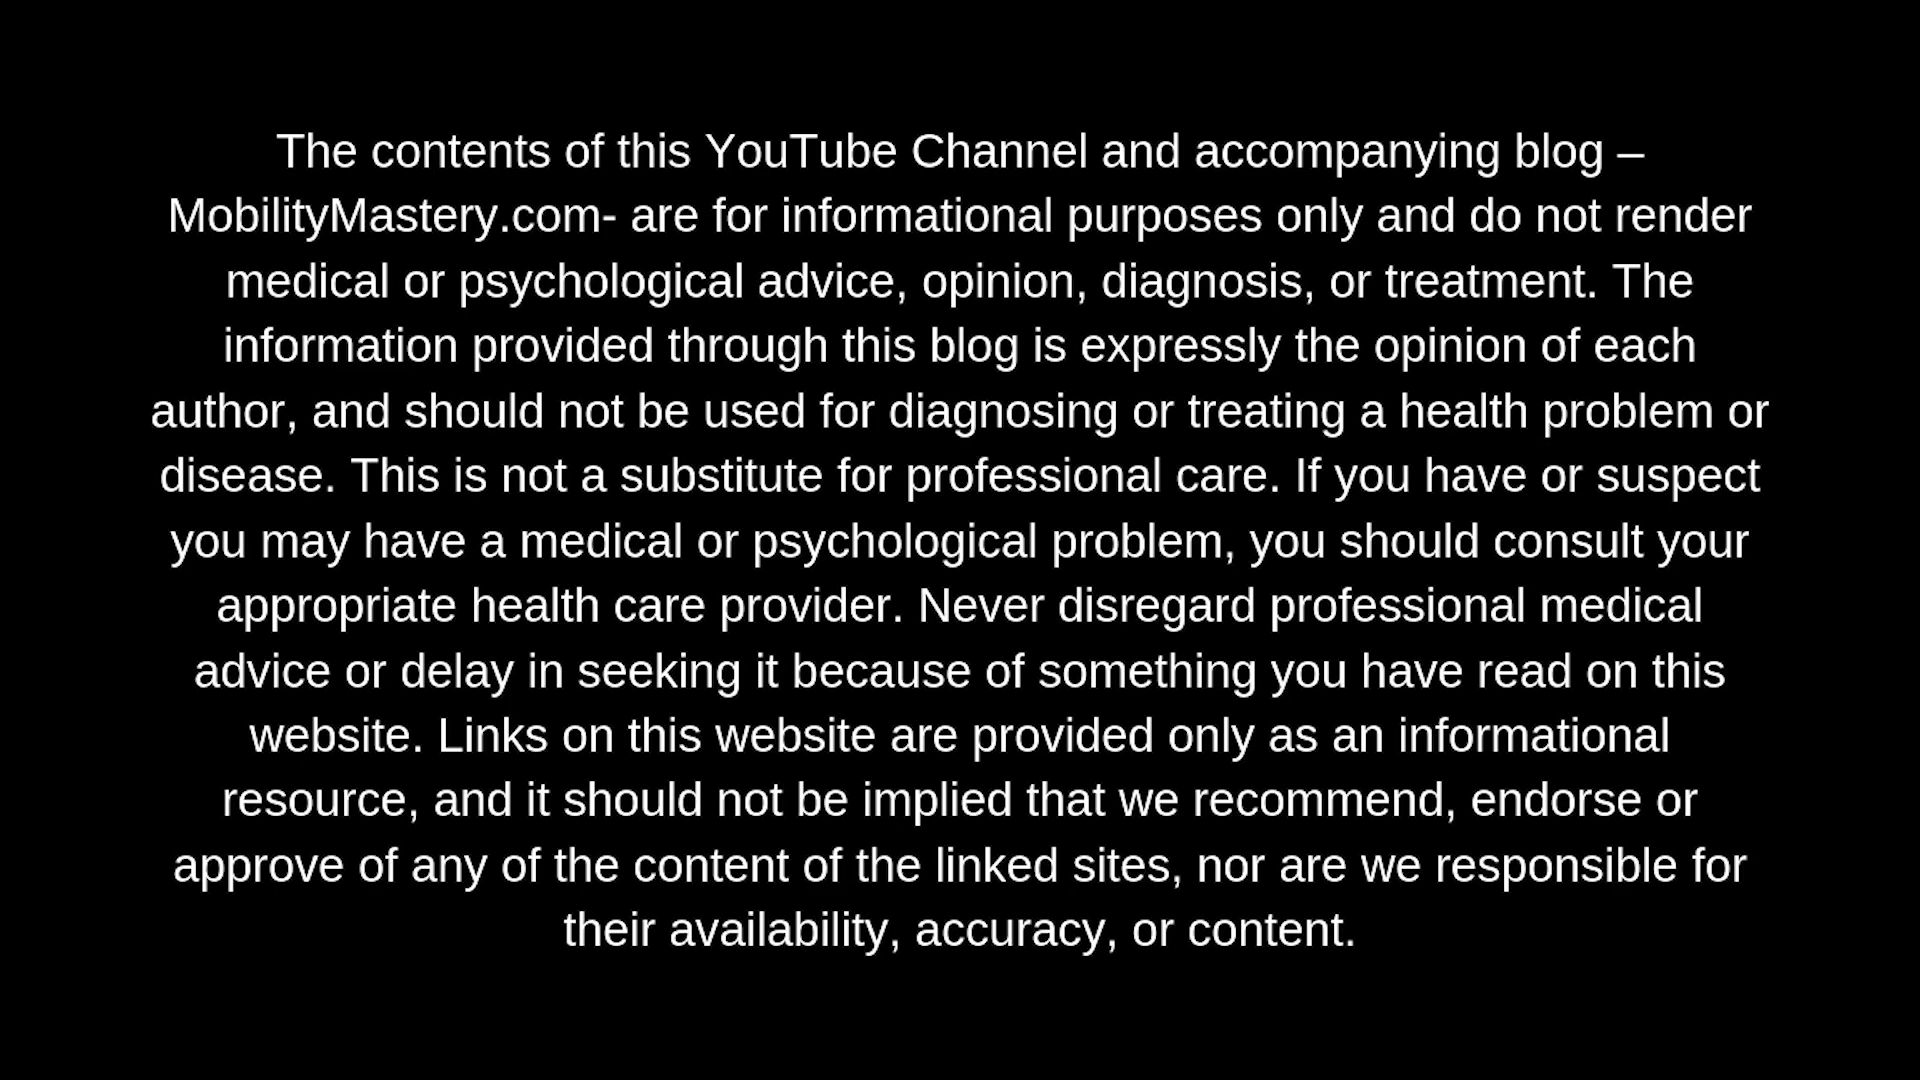 The contents of this YouTube Channel and accompanying blog –
MobilityMastery.com- are for informational purposes only and do not render
medical or psychological advice, opinion, diagnosis, or treatment. The
information provided through this blog is expressly the opinion of each
author, and should not be used for diagnosing or treating a health problem or
disease. This is not a substitute for professional care. If you have or suspect
you may have a medical or psychological problem, you should consult your
appropriate health care provider. Never disregard professional medical
advice or delay in seeking it because of something you have read on this
website. Links on this website are provided only as an informational
resource, and it should not be implied that we recommend, endorse or
approve of any of the content of the linked sites, nor are we responsible for
their availability, accuracy, or content.